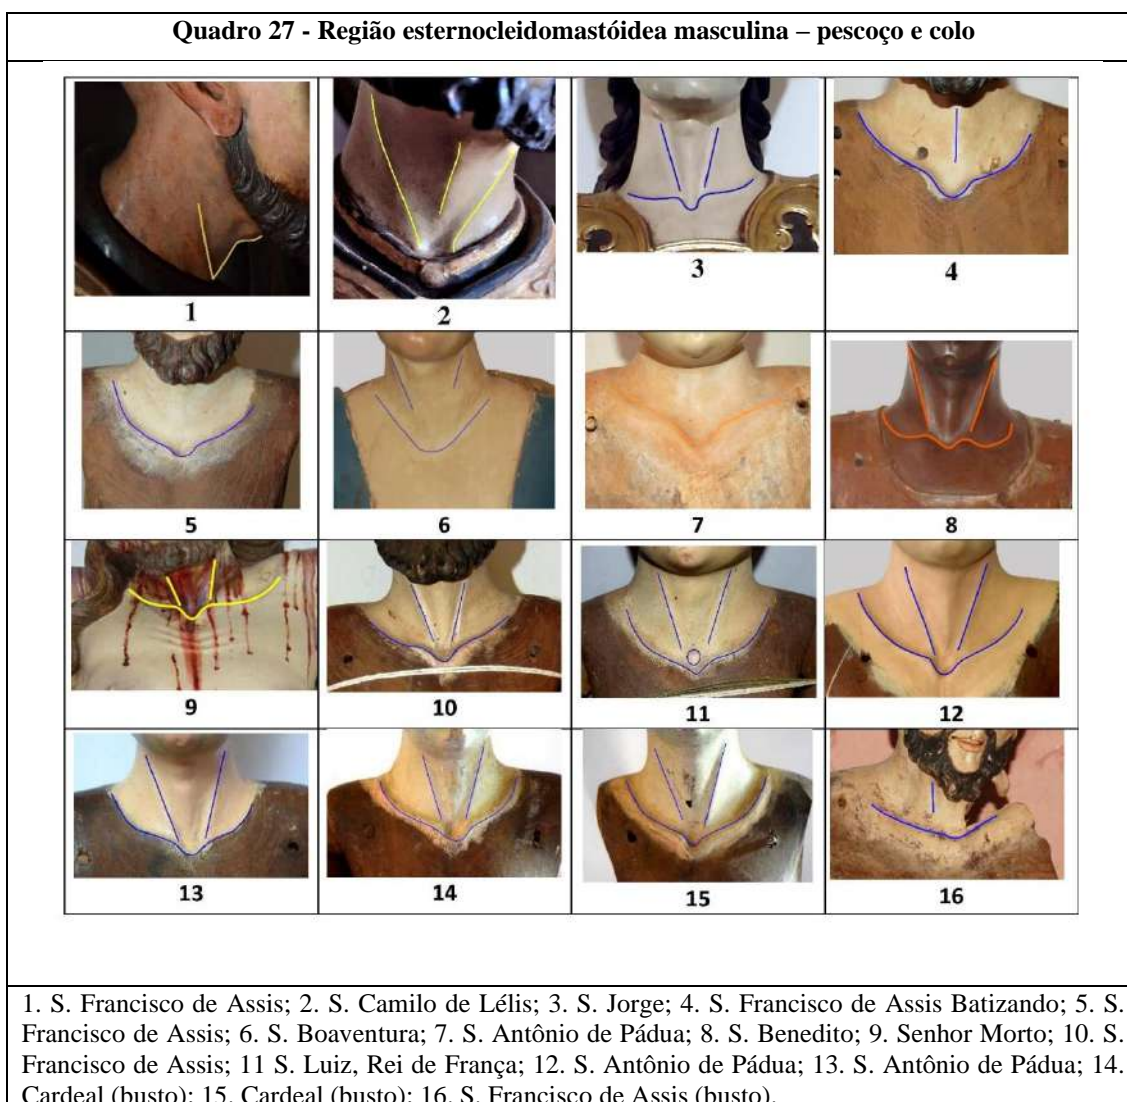 Quadro 27 - Região esternocleidomastóidea masculina – pescoço e colo
1 2 3 4
5 6 7 8
9 10 11 12
13 14 15 16
1. S. Francisco de Assis; 2. S. Camilo de Lélis; 3. S. Jorge; 4. S. Francisco de Assis Batizando; 5. S.
Francisco de Assis; 6. S. Boaventura; 7. S. Antônio de Pádua; 8. S. Benedito; 9. Senhor Morto; 10. S.
Francisco de Assis; 11 S. Luiz, Rei de França; 12. S. Antônio de Pádua; 13. S. Antônio de Pádua; 14.
Cardeal (busto); 15. Cardeal (busto); 16. S. Francisco de Assis (busto).